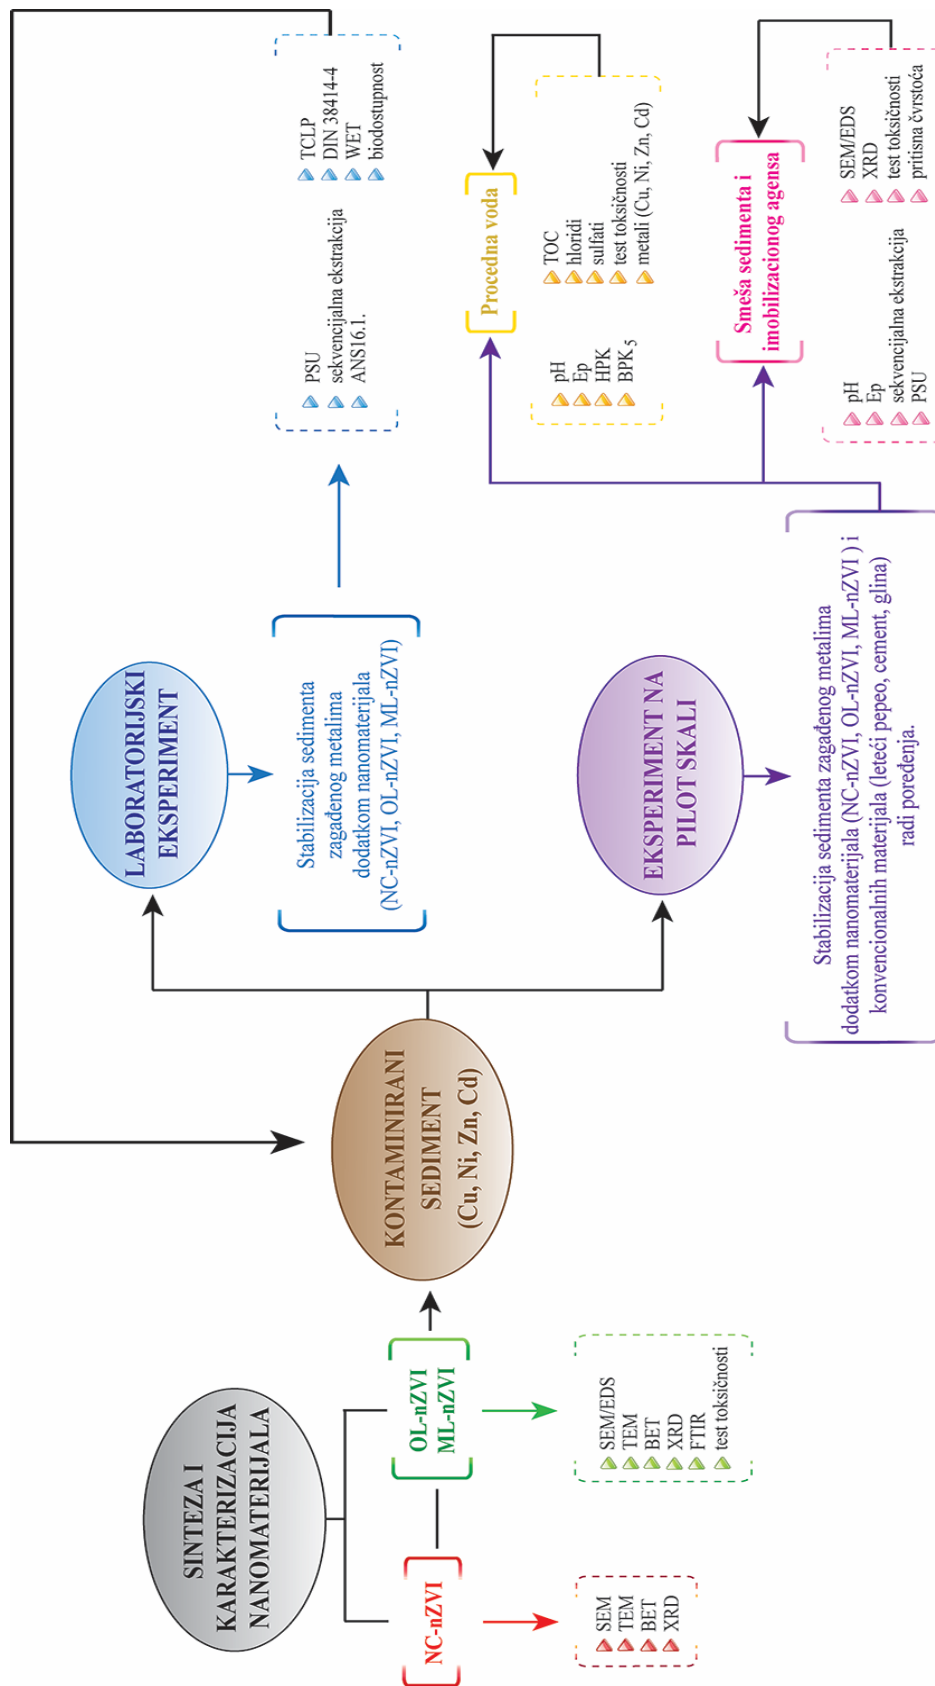 SINTEZA I
KARAKTERIZACIJA
NANOMATERIJALA
NC-nZVI
SEM
TEM
BET
XRD
OL-nZVI
ML-nZVI
SEM/EDS
TEM
BET
XRD
FTIR
test toksičnosti
KONTAMINIRANI
SEDIMENT
(Cu, Ni, Zn, Cd)
LABORATORIJSKI
EKSPERIMENT
Stabilizacija sedimenta
zagađenog metalima
dodatkom nanomaterijala
(NC-nZVI, OL-nZVI, ML-nZVI)
PSU
sekvencijalna ekstrakcija
ANS16.1.
TCLP
DIN 38414-4
WET
biodostupnost
EKSPERIMENT NA
PILOT SKALI
Stabilizacija sedimenta zagađenog metalima
dodatkom nanomaterijala (NC-nZVI, OL-nZVI, ML-nZVI ) i
konvencionalnih materijala (leteći pepeo, cement, glina)
radi poređenja.
Procedna voda
pH
Ep
HPK
BPK5
TOC
hloridi
sulfati
test toksičnosti
metali (Cu, Ni, Zn, Cd)
Smeša sedimenta i
imobilizacionog agensa
pH
Ep
sekvencijalna ekstrakcija
PSU
SEM/EDS
XRD
test toksičnosti
pritisna čvrstoća